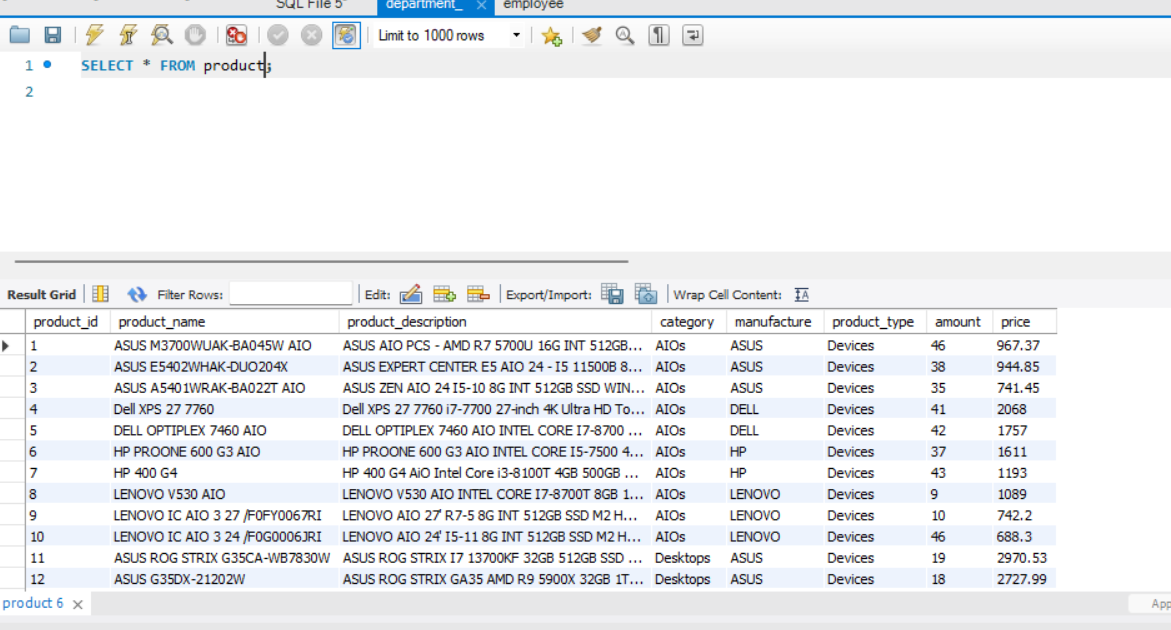 SQL File 5* department_ employee
Limit to 1000 rows
1 SELECT * FROM product;
2
Result Grid Filter Rows: Edit: Export/Import: Wrap Cell Content:
product_id product_name product_description category manufacture product_type amount price
1 ASUS M3700WUAK-BA045W AIO ASUS AIO PCS - AMD R7 5700U 16G INT 512GB... AIOs ASUS Devices 46 967.37
2 ASUS E5402WHAK-DUO204X ASUS EXPERT CENTER E5 AIO 24 - I5 11500B 8... AIOs ASUS Devices 38 944.85
3 ASUS A5401WRAK-BA022T AIO ASUS ZEN AIO 24 I5-10 8G INT 512GB SSD WIN... AIOs ASUS Devices 35 741.45
4 Dell XPS 27 7760 Dell XPS 27 7760 i7-7700 27-inch 4K Ultra HD To... AIOs DELL Devices 41 2068
5 DELL OPTIPLEX 7460 AIO DELL OPTIPLEX 7460 AIO INTEL CORE I7-8700 ... AIOs DELL Devices 42 1757
6 HP PROONE 600 G3 AIO HP PROONE 600 G3 AIO INTEL CORE I5-7500 4... AIOs HP Devices 37 1611
7 HP 400 G4 HP 400 G4 AiO Intel Core i3-8100T 4GB 500GB ... AIOs HP Devices 43 1193
8 LENOVO V530 AIO LENOVO V530 AIO INTEL CORE I7-8700T 8GB 1... AIOs LENOVO Devices 9 1089
9 LENOVO IC AIO 3 27 /F0FY0067RI LENOVO AIO 27' R7-5 8G INT 512GB SSD M2 H... AIOs LENOVO Devices 10 742.2
10 LENOVO IC AIO 3 24 /F0G0006JRI LENOVO AIO 24' I5-11 8G INT 512GB SSD M2 H... AIOs LENOVO Devices 46 688.3
11 ASUS ROG STRIX G35CA-WB7830W ASUS ROG STRIX I7 13700KF 32GB 512GB SSD ... Desktops ASUS Devices 19 2970.53
12 ASUS G35DX-21202W ASUS ROG STRIX GA35 AMD R9 5900X 32GB 1T... Desktops ASUS Devices 18 2727.99
product 6 App